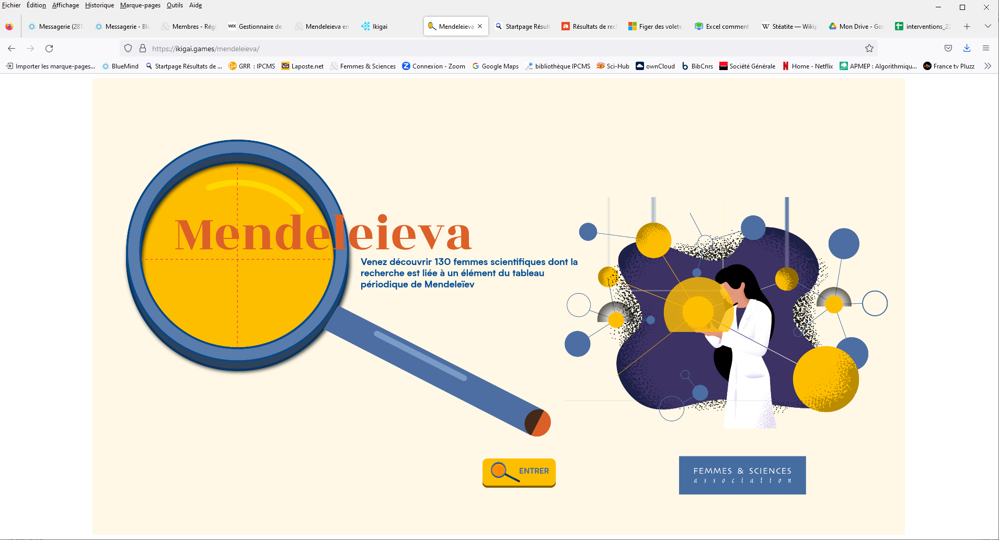 Fichier Édition Affichage Historique Marque-pages Outils Aide
Messagerie (281 Messagerie - Bl Membres - Régi WIX Gestionnaire de Mendeleieva en Ikigai Mendeleieva Startpage Résult Résultats de rec Figer des volets Excel comment W Stéatite — Wikip Mon Drive - Goo interventions_22
https://ikigai.games/mendeleieva/
Importer les marque-pages... BlueMind Startpage Résultats de ... GRR : IPCMS Laposte.net Femmes & Sciences Connexion - Zoom Google Maps bibliothèque IPCMS Sci-Hub ownCloud BibCnrs Société Générale Home - Netflix APMEP : Algorithmiqu... France tv Pluzz
Mendeleieva
Venez découvrir 130 femmes scientifiques dont la
recherche est liée à un élément du tableau
périodique de Mendeleïev
ENTRER
FEMMES & SCIENCES
association